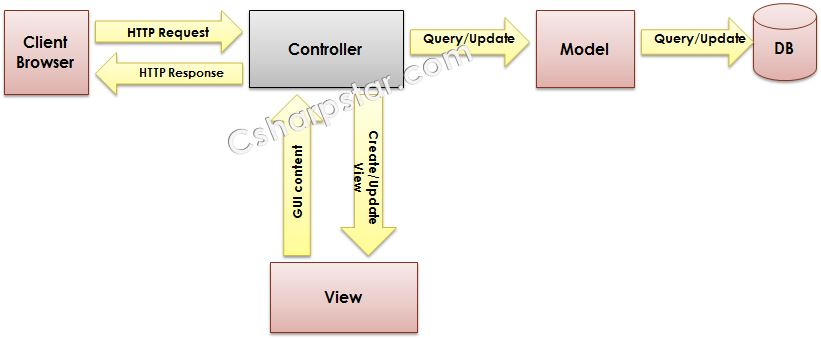 Client
Browser
HTTP Request
HTTP Response
Controller
Query/Update
Model
Query/Update
DB
Csharpstar.com
GUI content
Create/Update
View
View